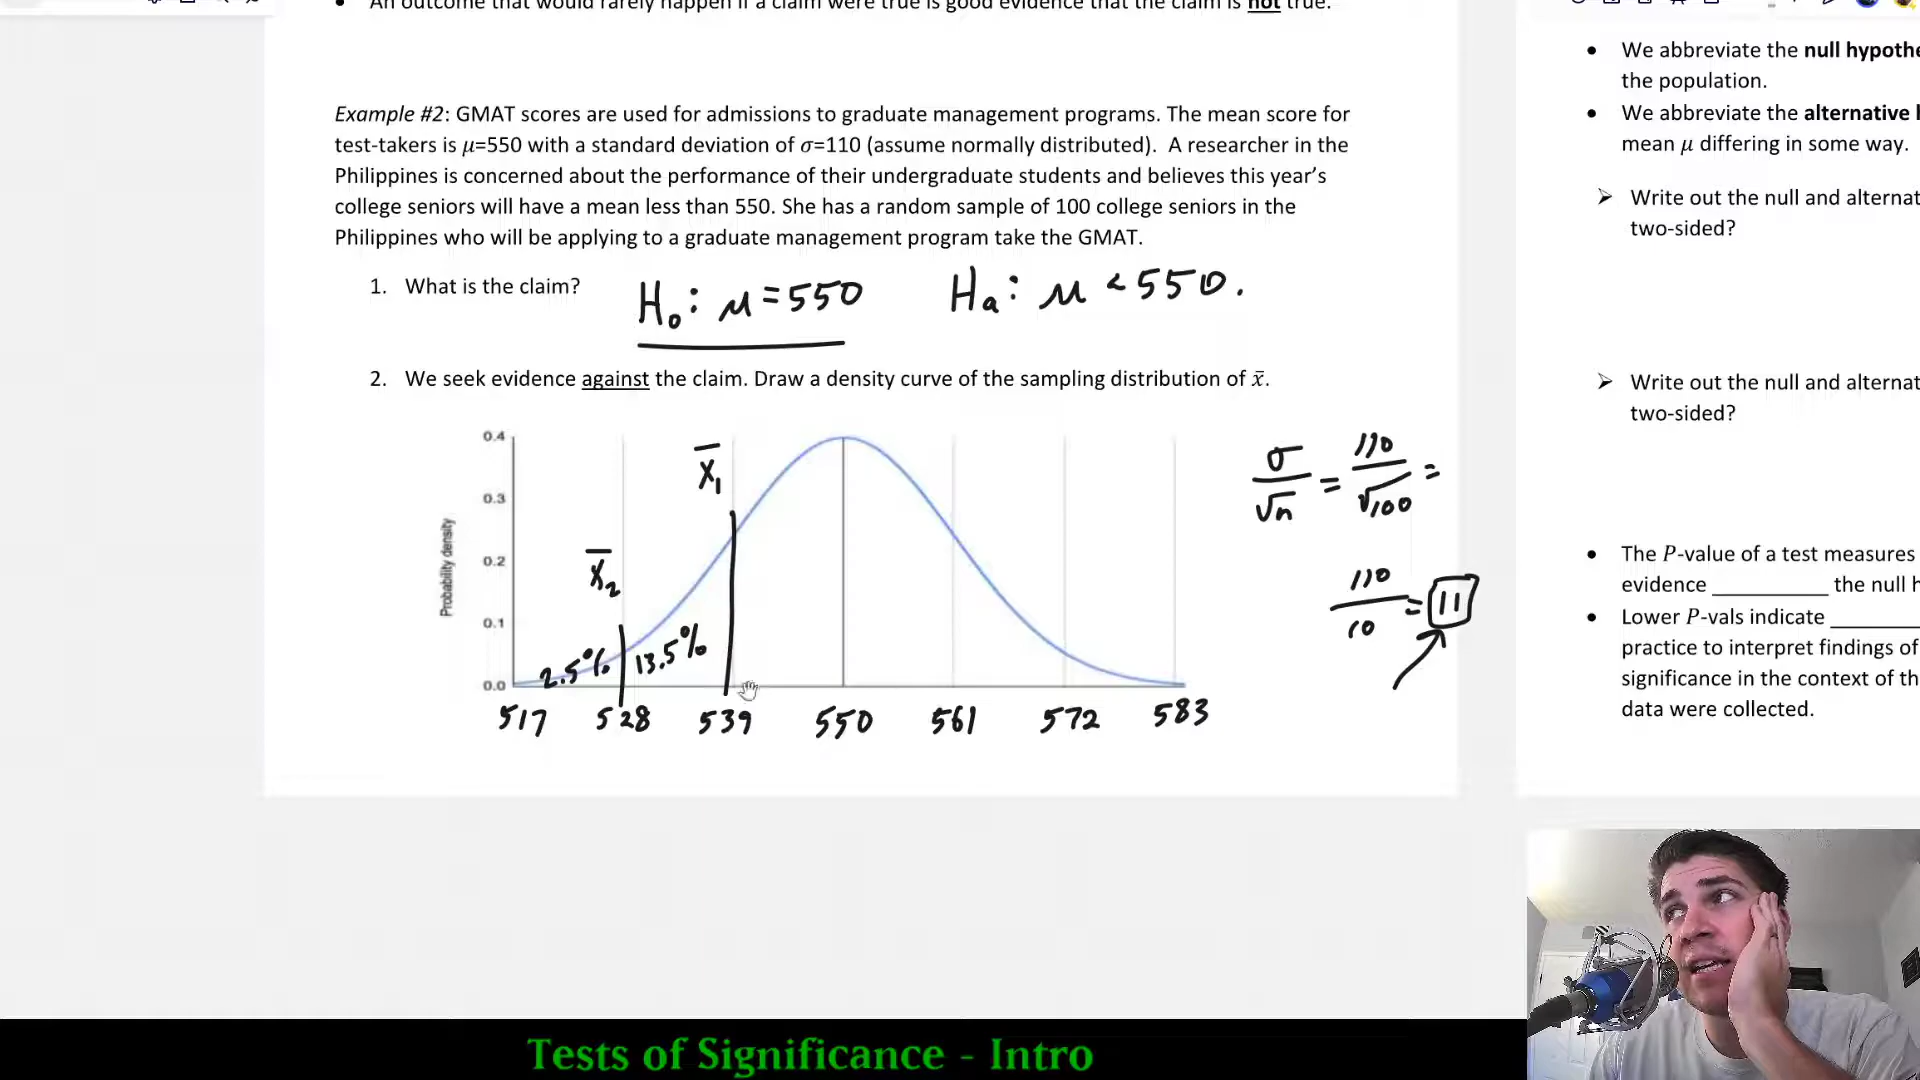 An outcome that would rarely happen if a claim were true is good evidence that the claim is not true.
Example #2: GMAT scores are used for admissions to graduate management programs. The mean score for
test-takers is μ=550 with a standard deviation of σ=110 (assume normally distributed). A researcher in the
Philippines is concerned about the performance of their undergraduate students and believes this year's
college seniors will have a mean less than 550. She has a random sample of 100 college seniors in the
Philippines who will be applying to a graduate management program take the GMAT.
1. What is the claim?
H₀: μ=550
Hₐ: μ <550.
2. We seek evidence against the claim. Draw a density curve of the sampling distribution of x̄.
Probability density
0.4
0.3
0.2
0.1
0.0
x̄₁
x̄₂
2.5%
13.5%
517 528 539 550 561 572 583
σ/√n = 110/√100 =
110/10 = 11
We abbreviate the null
the population.
We abbreviate the alternative
mean μ differing in some way.
Write out the null and
two-sided?
Write out the null and
two-sided?
The P-value of a test measures
evidence __________ the null
Lower P-vals indicate ________
practice to interpret findings of
significance in the context of
data were collected.
Tests of Significance - Intro